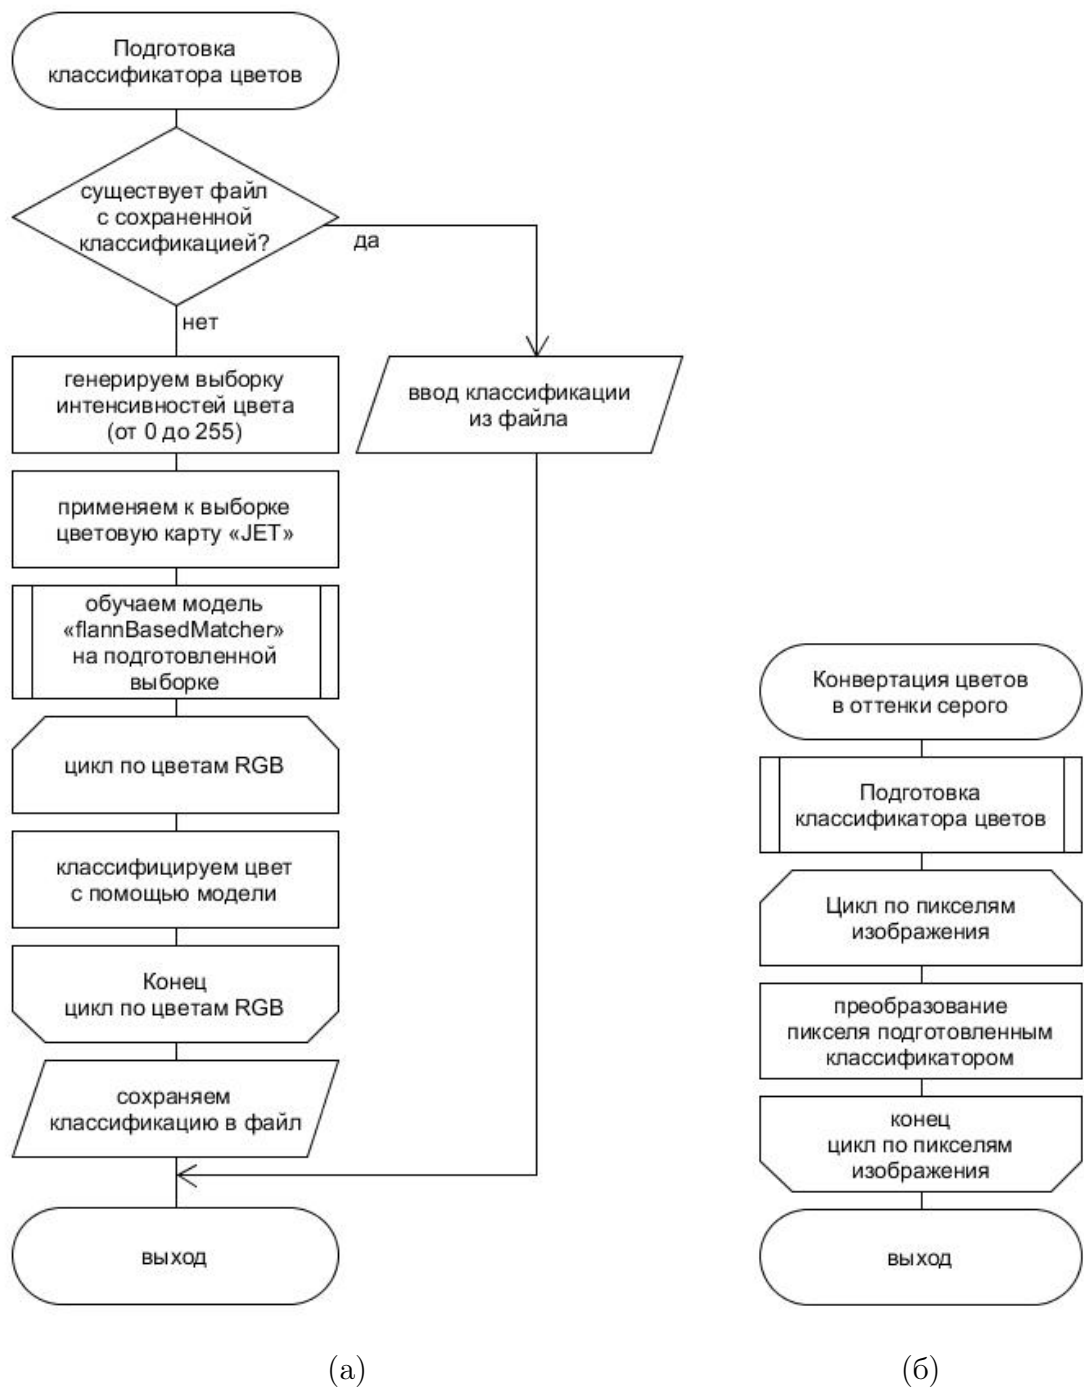 Подготовка
классификатора цветов
существует файл
с сохраненной
классификацией?
да
нет
генерируем выборку
интенсивностей цвета
(от 0 до 255)
ввод классификации
из файла
применяем к выборке
цветовую карту «JET»
обучаем модель
«flannBasedMatcher»
на подготовленной
выборке
цикл по цветам RGB
классифицируем цвет
с помощью модели
Конец
цикл по цветам RGB
сохраняем
классификацию в файл
выход
(а)
Конвертация цветов
в оттенки серого
Подготовка
классификатора цветов
Цикл по пикселям
изображения
преобразование
пикселя подготовленным
классификатором
конец
цикл по пикселям
изображения
выход
(б)